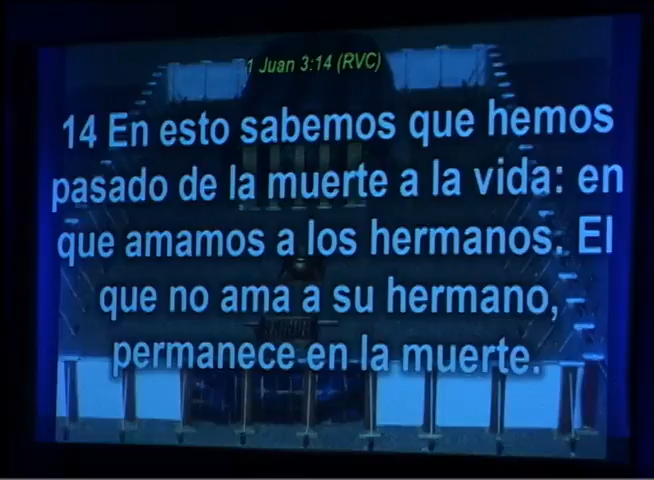 1 Juan 3:14 (RVC)
14 En esto sabemos que hemos
pasado de la muerte a la vida: en
que amamos a los hermanos. El
que no ama a su hermano,
permanece en la muerte.